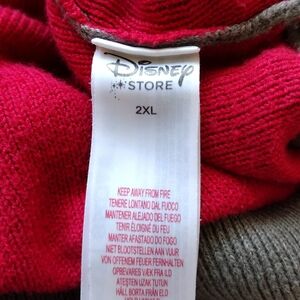 Disney
STORE
2XL
KEEP AWAY FROM FIRE
TENERE LONTANO DAL FUOCO
MANTENER ALEJADO DEL FUEGO
TENIR ÉLOIGNÉ DU FEU
MANTER AFASTADO DO FOGO
NIET BLOOTSTELLEN AAN VUUR
VON OFFENEM FEUER FERNHALTEN
OPBEVARES VÆK FRA ILD
ATEŞTEN UZAK TUTUN
HÅLL BORTA FRÅN ELD